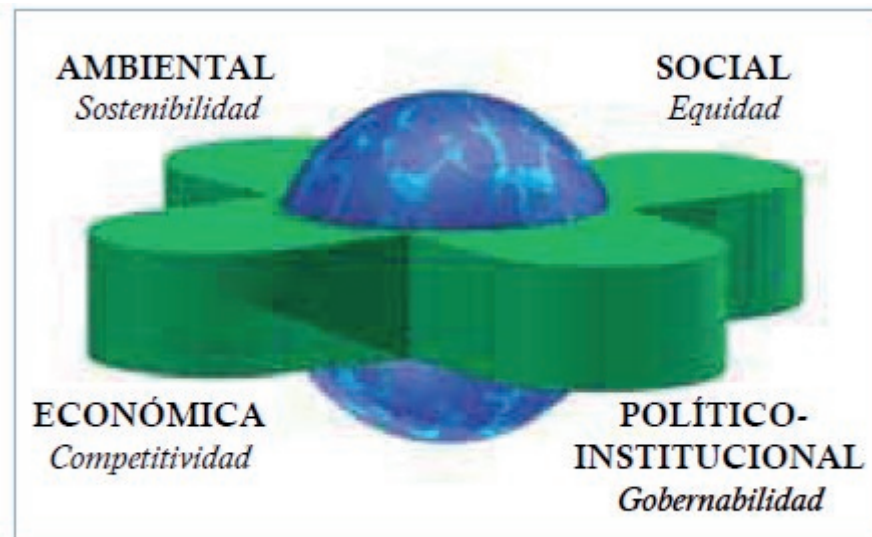 AMBIENTAL
Sostenibilidad
SOCIAL
Equidad
ECONÓMICA
Competitividad
POLÍTICO-
INSTITUCIONAL
Gobernabilidad